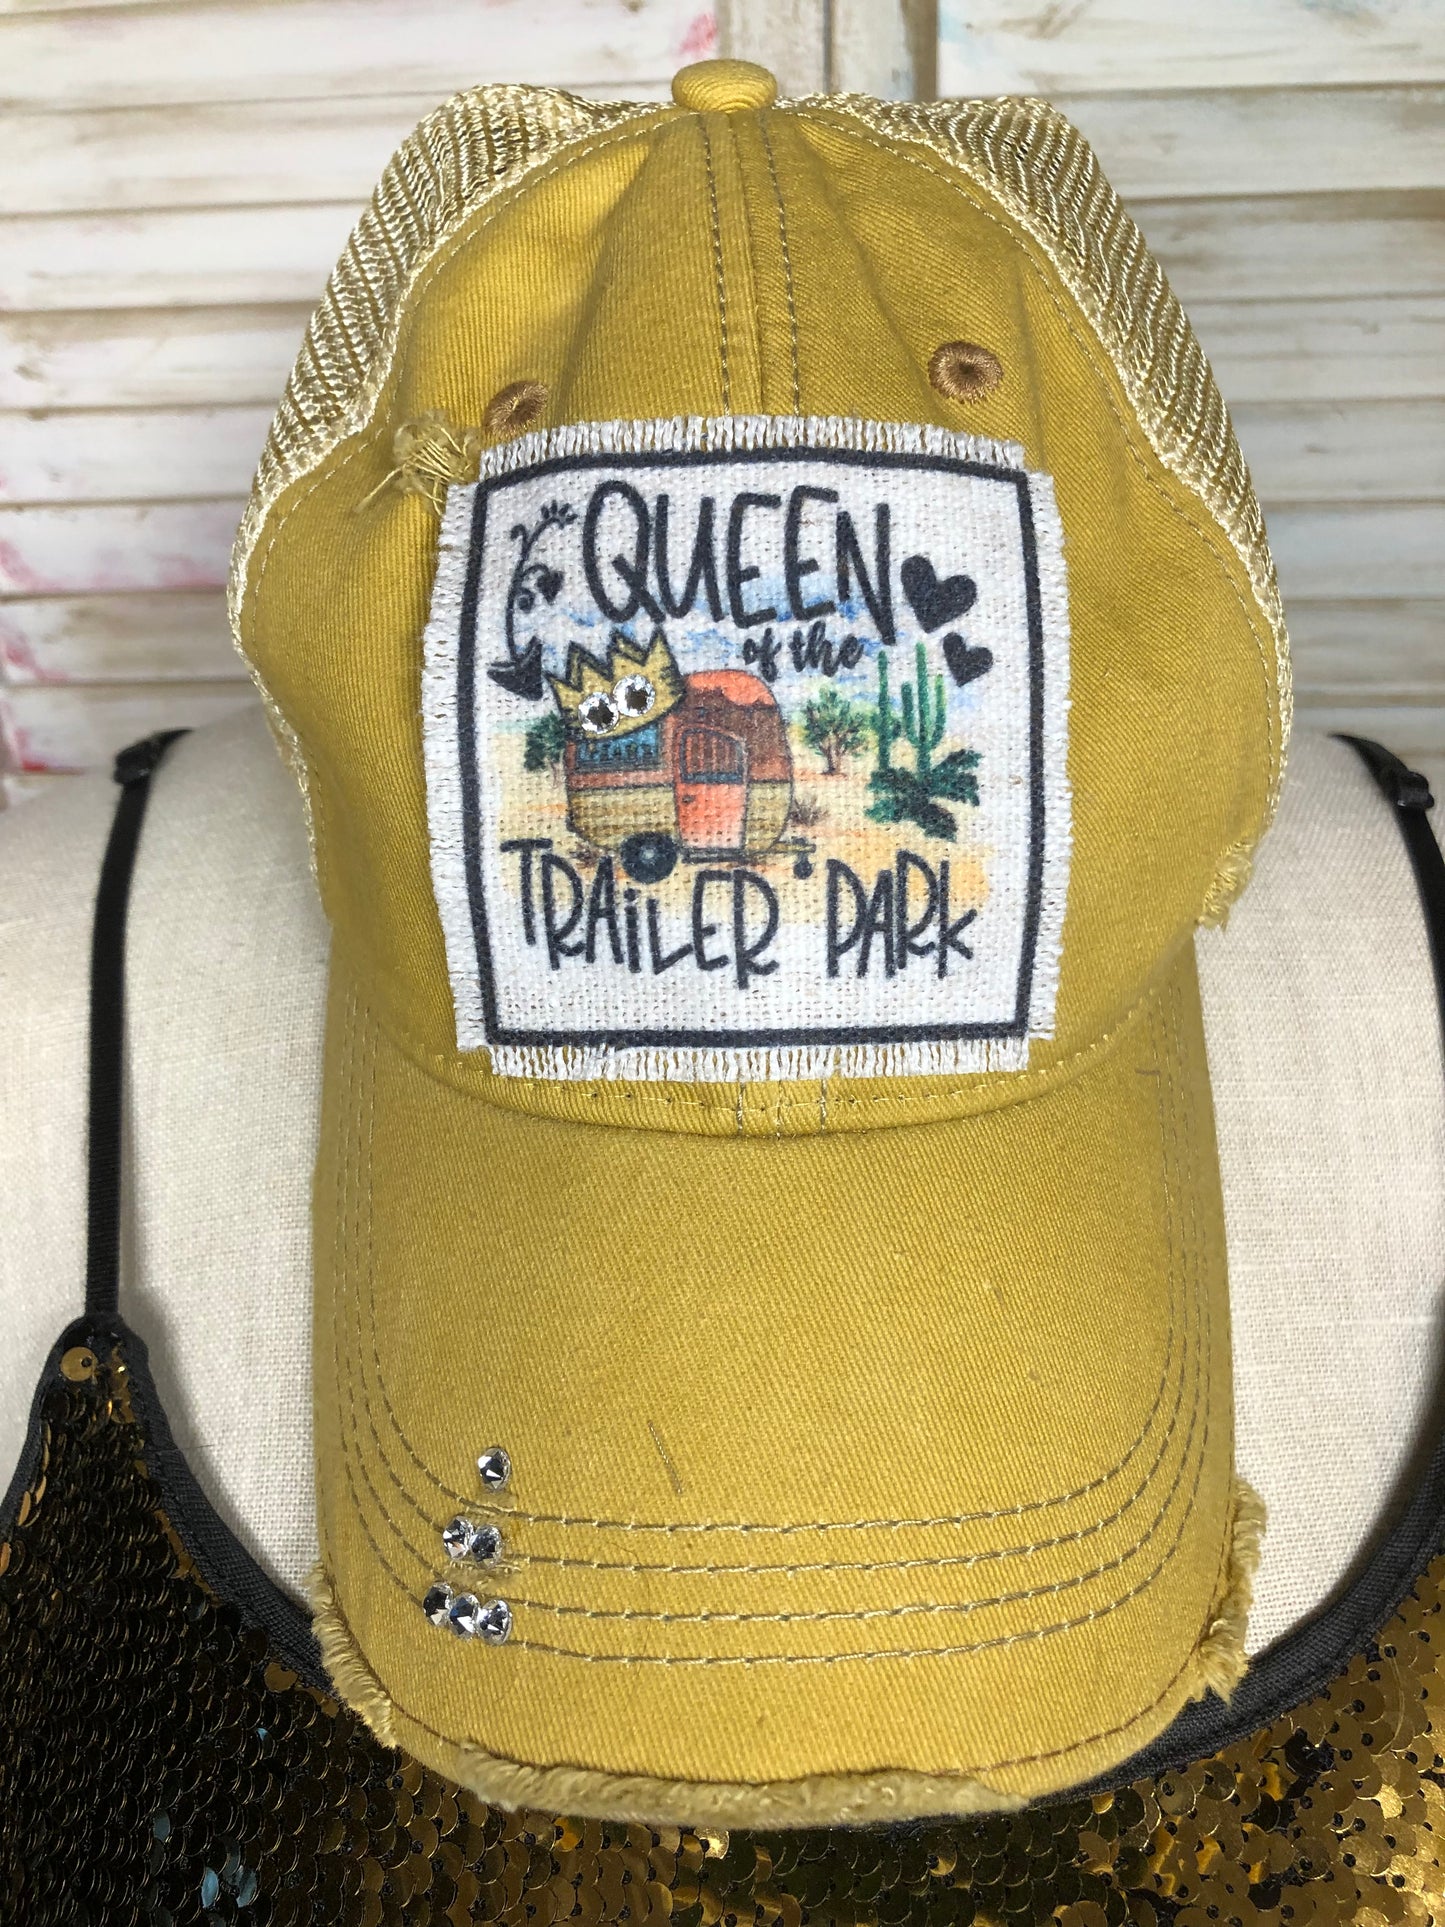 QUEEN
of the
TRAiLER PARK